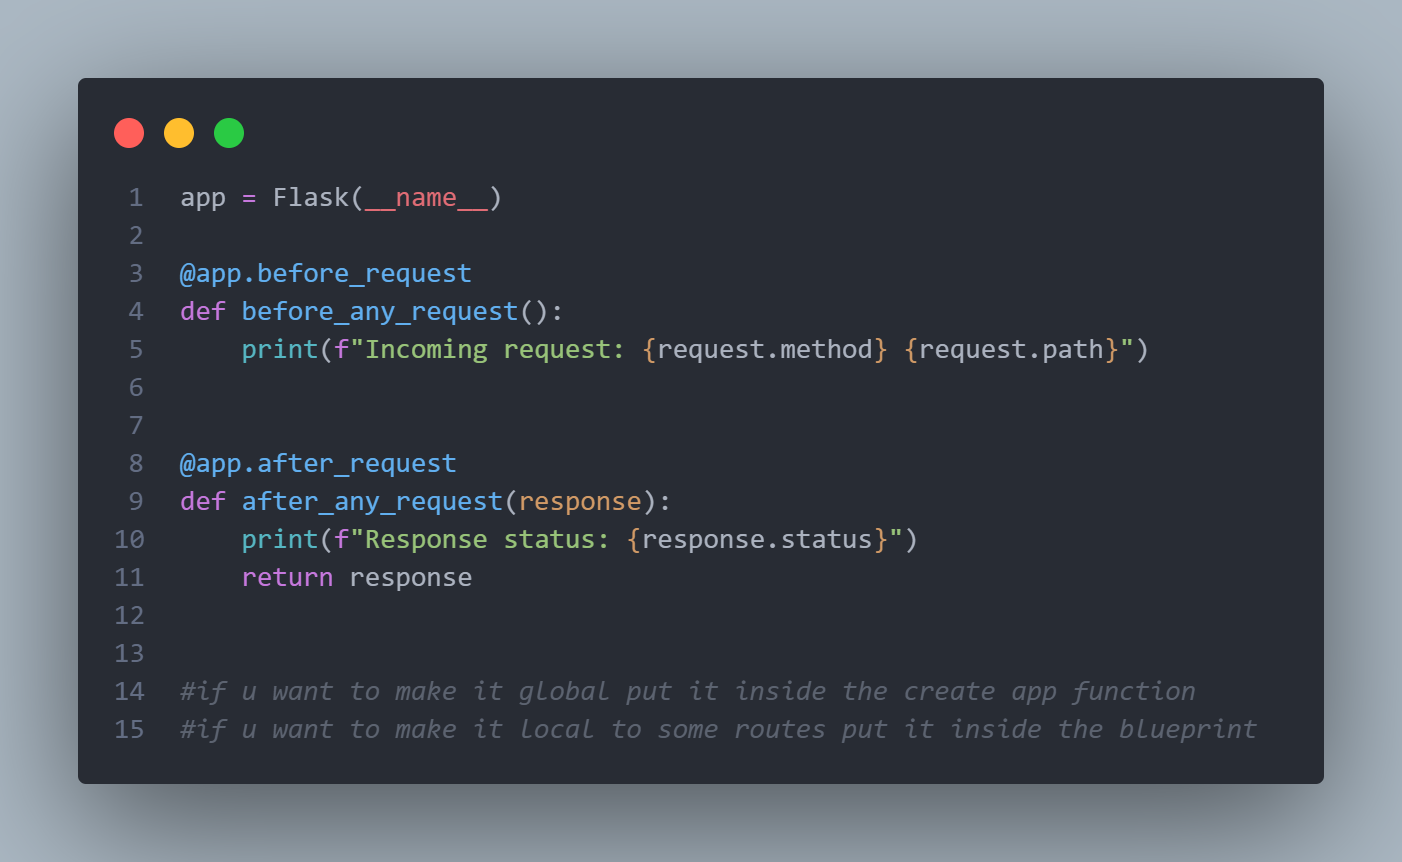 1 app = Flask(__name__)
2
3 @app.before_request
4 def before_any_request():
5     print(f"Incoming request: {request.method} {request.path}")
6
7
8 @app.after_request
9 def after_any_request(response):
10     print(f"Response status: {response.status}")
11     return response
12
13
14 #if u want to make it global put it inside the create app function
15 #if u want to make it local to some routes put it inside the blueprint